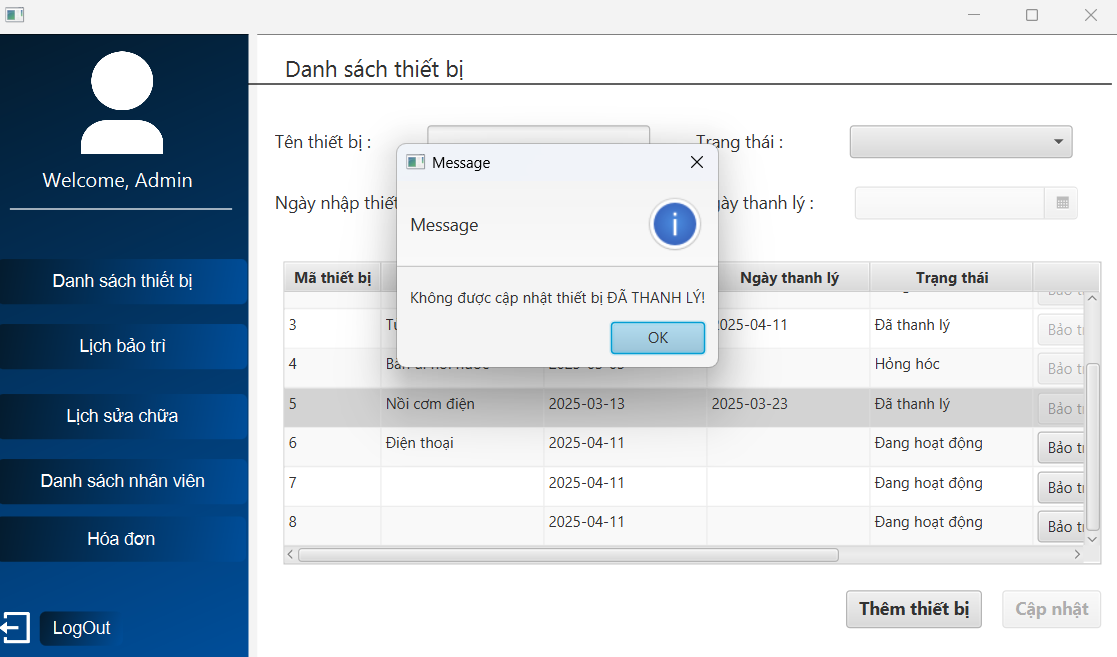 Welcome, Admin
Danh sách thiết bị
Lịch bảo trì
Lịch sửa chữa
Danh sách nhân viên
Hóa đơn
LogOut
Danh sách thiết bị
Tên thiết bị :
Trạng thái :
Ngày nhập thiết
ày thanh lý :
Message
Message
Không được cập nhật thiết bị ĐÃ THANH LÝ!
OK
Mã thiết bị Ngày thanh lý Trạng thái
3 2025-04-11 Đã thanh lý Bảo tr
4 Hỏng hóc Bảo tr
5 Nồi cơm điện 2025-03-13 2025-03-23 Đã thanh lý Bảo tr
6 Điện thoại 2025-04-11 Đang hoạt động Bảo tr
7 2025-04-11 Đang hoạt động Bảo tr
8 2025-04-11 Đang hoạt động Bảo tr
Thêm thiết bị
Cập nhật